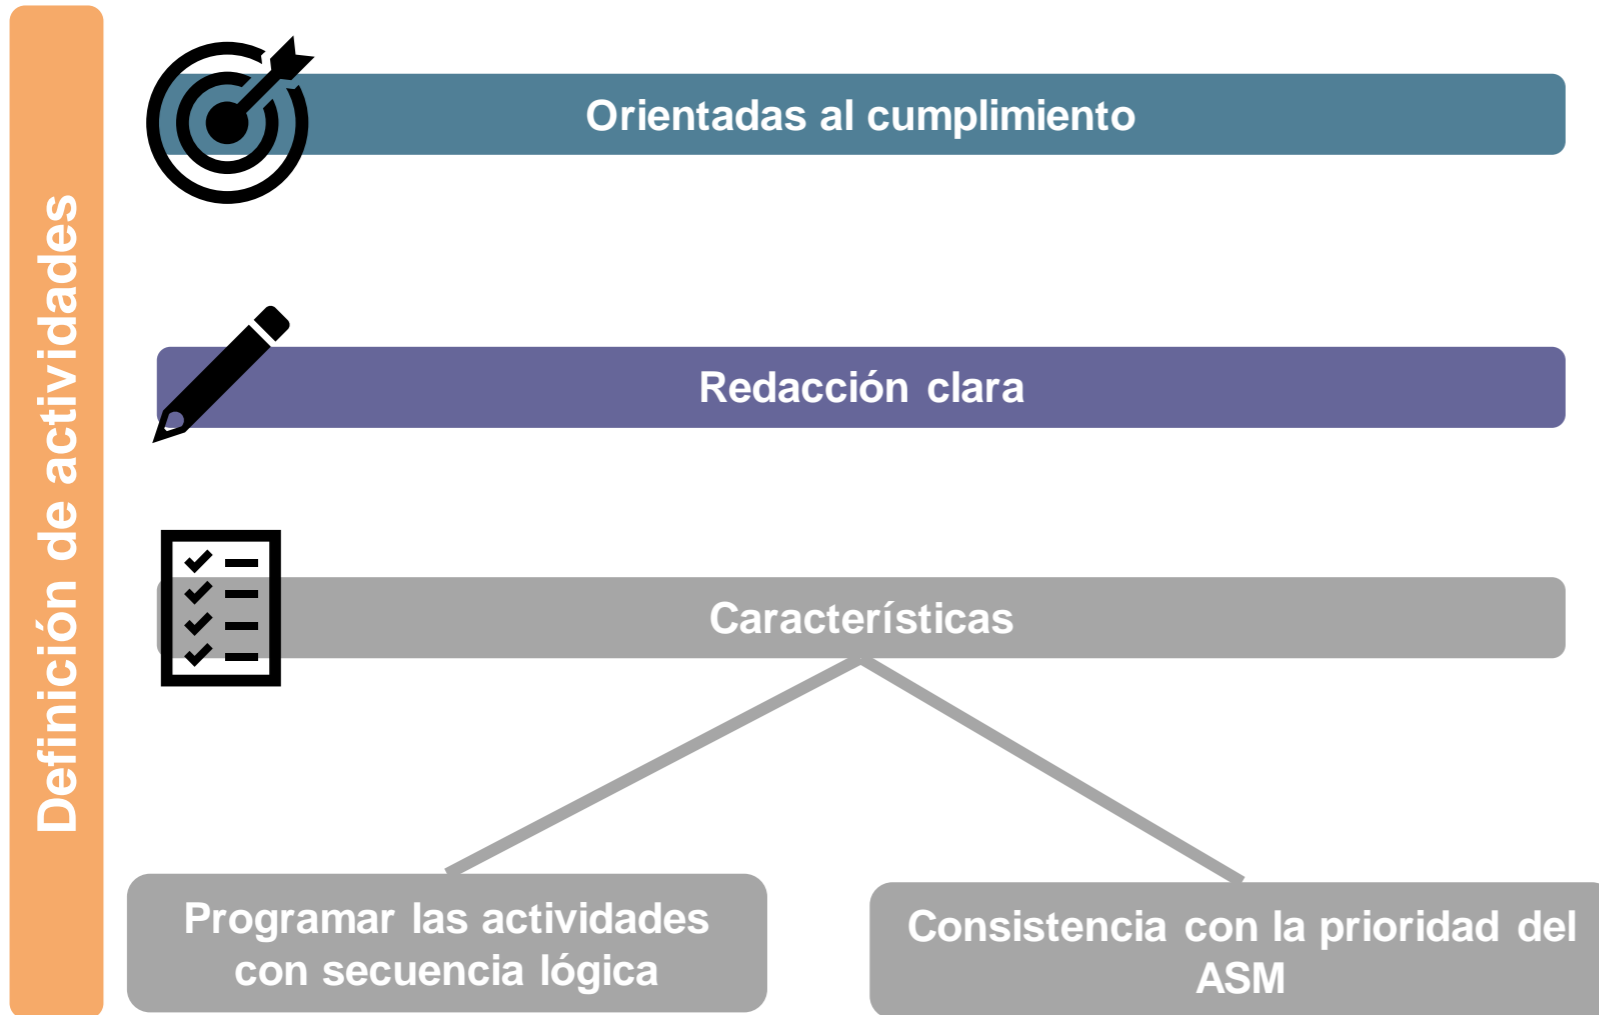 Definición de actividades
Orientadas al cumplimiento
Redacción clara
Características
Programar las actividades
con secuencia lógica
Consistencia con la prioridad del
ASM